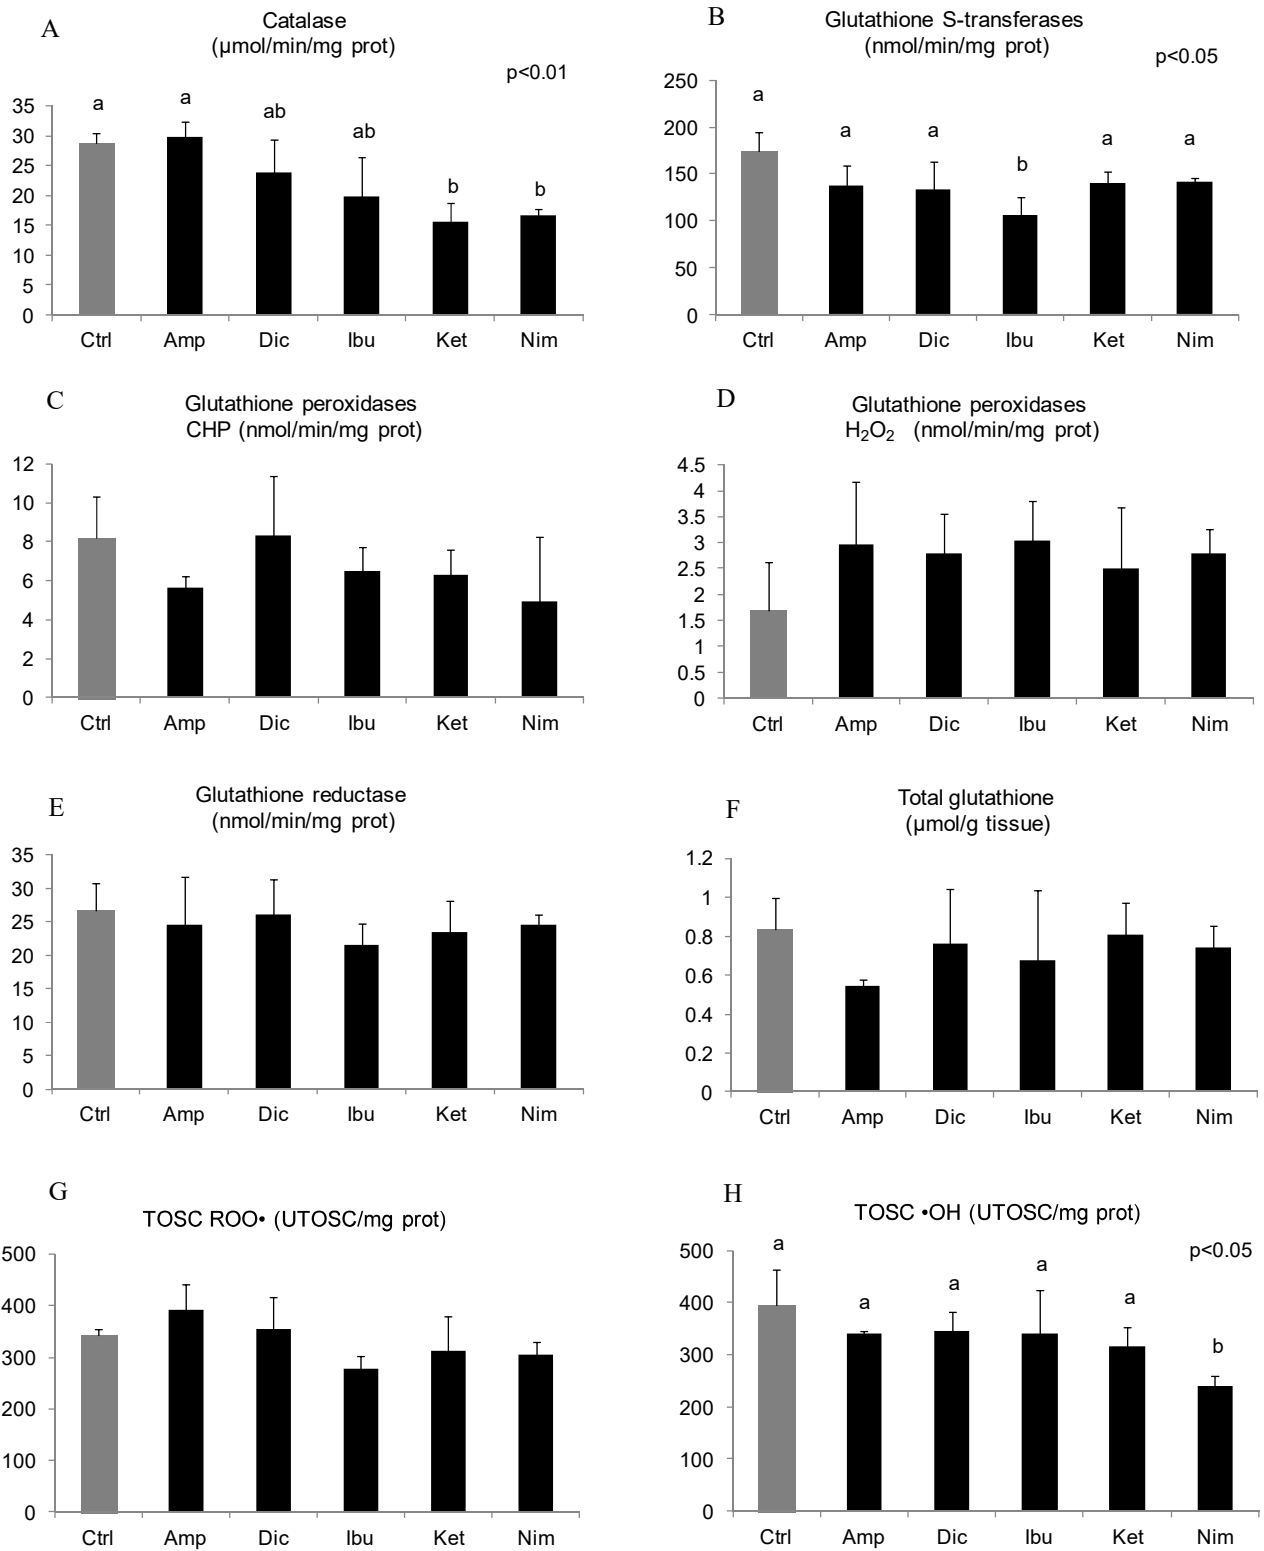 A
Catalase
(µmol/min/mg prot)
p<0.01
35
30
25
20
15
10
5
0
a
a
ab
ab
b
b
Ctrl Amp Dic Ibu Ket Nim
B
Glutathione S-transferases
(nmol/min/mg prot)
p<0.05
250
200
150
100
50
0
a
a
a
b
a
a
Ctrl Amp Dic Ibu Ket Nim
C
Glutathione peroxidases
CHP (nmol/min/mg prot)
12
10
8
6
4
2
0
Ctrl Amp Dic Ibu Ket Nim
D
Glutathione peroxidases
H₂O₂ (nmol/min/mg prot)
4.5
4
3.5
3
2.5
2
1.5
1
0.5
0
Ctrl Amp Dic Ibu Ket Nim
E
Glutathione reductase
(nmol/min/mg prot)
35
30
25
20
15
10
5
0
Ctrl Amp Dic Ibu Ket Nim
F
Total glutathione
(µmol/g tissue)
1.2
1
0.8
0.6
0.4
0.2
0
Ctrl Amp Dic Ibu Ket Nim
G
TOSC ROO• (UTOSC/mg prot)
500
400
300
200
100
0
Ctrl Amp Dic Ibu Ket Nim
H
TOSC •OH (UTOSC/mg prot)
p<0.05
500
400
300
200
100
0
a
a
a
a
a
b
Ctrl Amp Dic Ibu Ket Nim